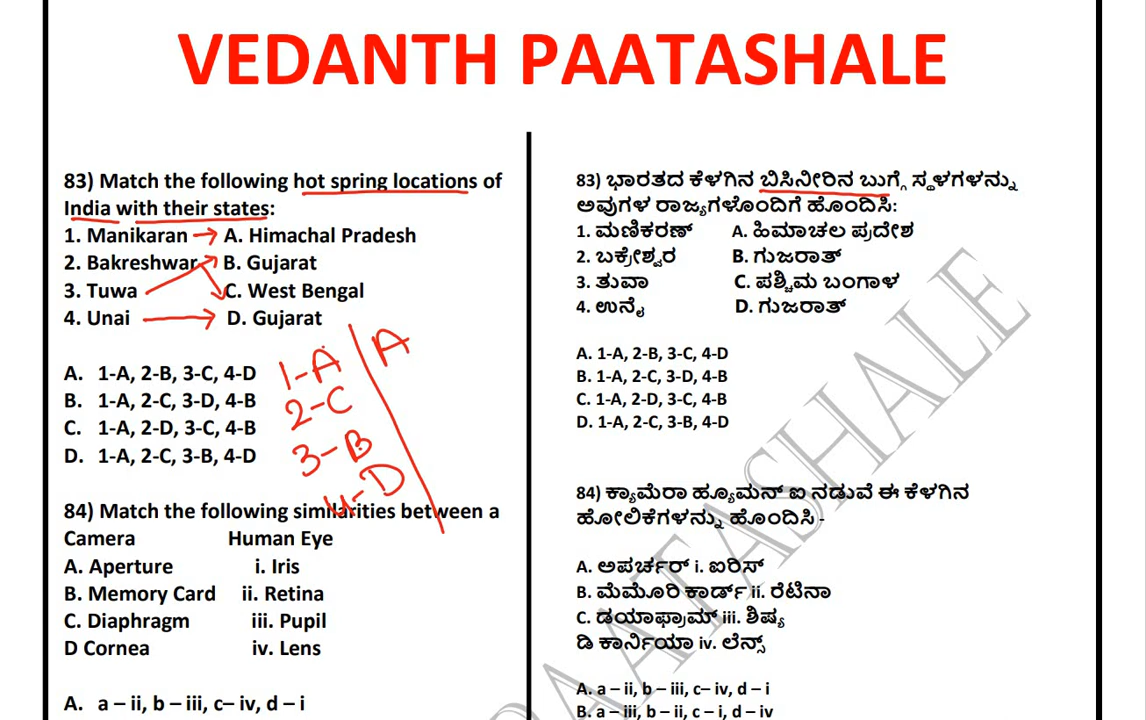 VEDANTH PAATASHALE
83) Match the following hot spring locations of
India with their states:
1. Manikaran A. Himachal Pradesh
2. Bakreshwar B. Gujarat
3. Tuwa C. West Bengal
4. Unai D. Gujarat
A. 1-A, 2-B, 3-C, 4-D
B. 1-A, 2-C, 3-D, 4-B
C. 1-A, 2-D, 3-C, 4-B
D. 1-A, 2-C, 3-B, 4-D
1-A
2-C
3-B
4-D
A
84) Match the following similarities between a
Camera Human Eye
A. Aperture i. Iris
B. Memory Card ii. Retina
C. Diaphragm iii. Pupil
D Cornea iv. Lens
A. a – ii, b – iii, c– iv, d – i
83) ಭಾರತದ ಕೆಳಗಿನ ಬಿಸಿನೀರಿನ ಬುಗ್ಗೆ ಸ್ಥಳಗಳನ್ನು
ಅವುಗಳ ರಾಜ್ಯಗಳೊಂದಿಗೆ ಹೊಂದಿಸಿ:
1. ಮಣಿಕರಣ್ A. ಹಿಮಾಚಲ ಪ್ರದೇಶ
2. ಬಕ್ರೇಶ್ವರ B. ಗುಜರಾತ್
3. ತುವಾ C. ಪಶ್ಚಿಮ ಬಂಗಾಳ
4. ಉನೈ D. ಗುಜರಾತ್
A. 1-A, 2-B, 3-C, 4-D
B. 1-A, 2-C, 3-D, 4-B
C. 1-A, 2-D, 3-C, 4-B
D. 1-A, 2-C, 3-B, 4-D
84) ಕ್ಯಾಮೆರಾ ಹ್ಯೂಮನ್ ಐ ನಡುವೆ ಈ ಕೆಳಗಿನ
ಹೋಲಿಕೆಗಳನ್ನು ಹೊಂದಿಸಿ -
A. ಅಪರ್ಚರ್ i. ಐರಿಸ್
B. ಮೆಮೊರಿ ಕಾರ್ಡ್ ii. ರೆಟಿನಾ
C. ಡಯಾಫ್ರಾಮ್ iii. ಶಿಷ್ಯ
ಡಿ ಕಾರ್ನಿಯಾ iv. ಲೆನ್ಸ್
A. a – ii, b – iii, c– iv, d – i
B. a – iii, b – ii, c – i, d – iv
PAATASHALE